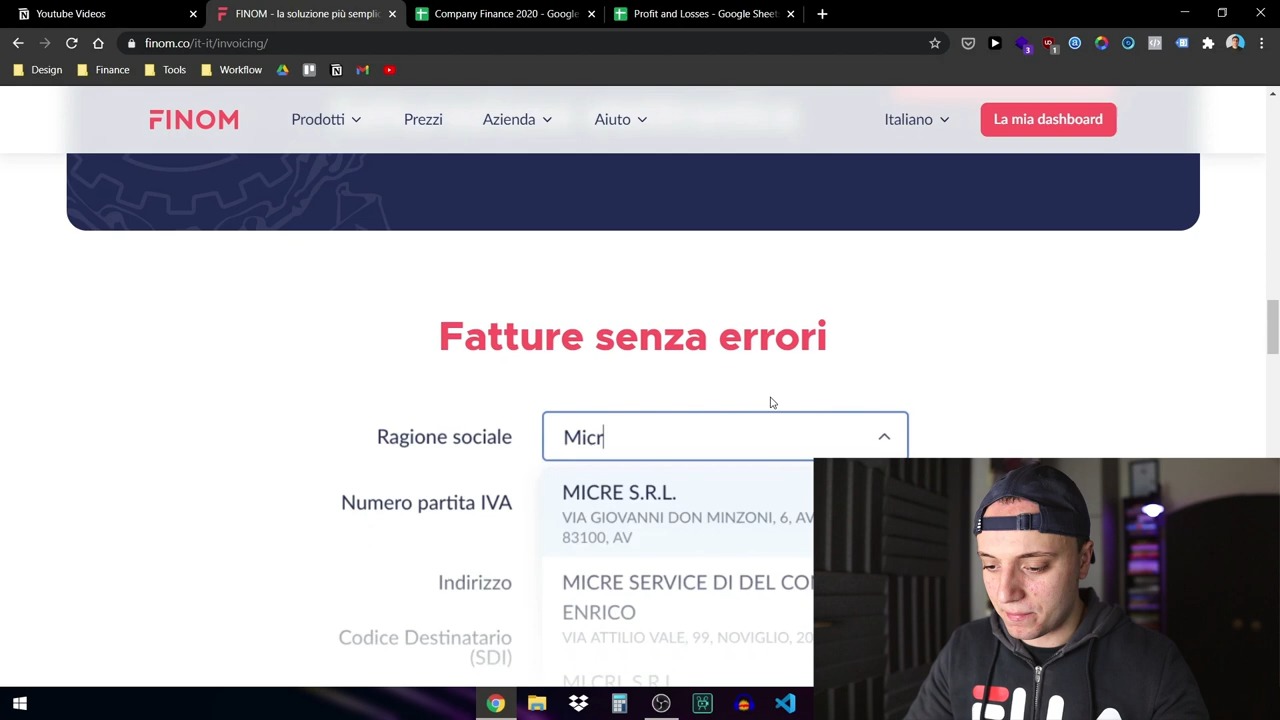 Youtube Videos
FINOM - la soluzione più semplic
Company Finance 2020 - Google
Profit and Losses - Google Sheet
finom.co/it-it/invoicing/
3
1
Design
Finance
Tools
Workflow
FINOM
Prodotti
Prezzi
Azienda
Aiuto
Italiano
La mia dashboard
Fatture senza errori
Ragione sociale
Micr
Numero partita IVA
MICRE S.R.L.
VIA GIOVANNI DON MINZONI, 6, AV
83100, AV
Indirizzo
MICRE SERVICE DI DEL CO
ENRICO
VIA ATTILIO VALE, 99, NOVIGLIO, 20
Codice Destinatario
(SDI)